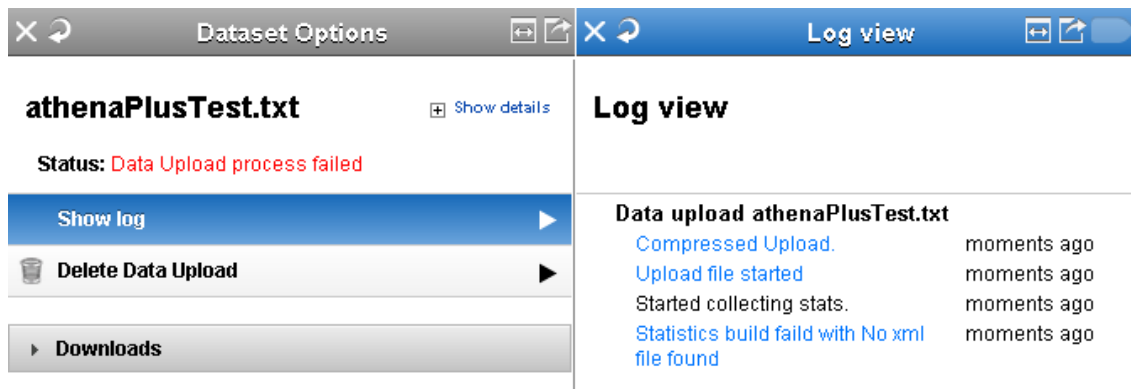 Dataset Options
athenaPlusTest.txt
Show details
Status: Data Upload process failed
Show log
Delete Data Upload
Downloads
Log view
Log view
Data upload athenaPlusTest.txt
Compressed Upload. moments ago
Upload file started moments ago
Started collecting stats. moments ago
Statistics build faild with No xml moments ago
file found